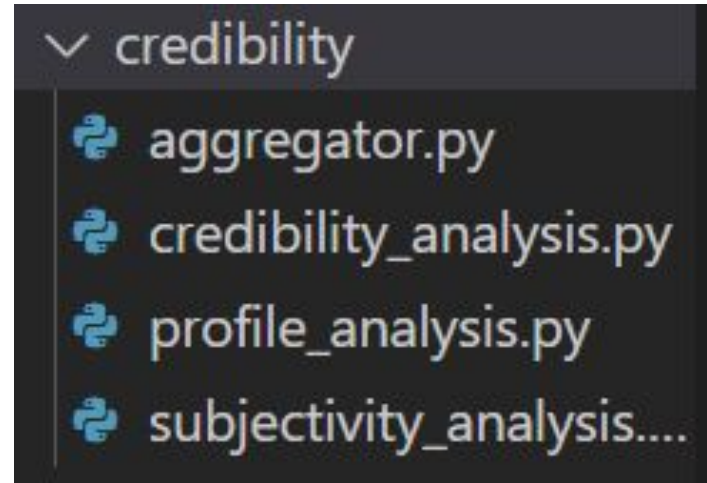 credibility
aggregator.py
credibility_analysis.py
profile_analysis.py
subjectivity_analysis....